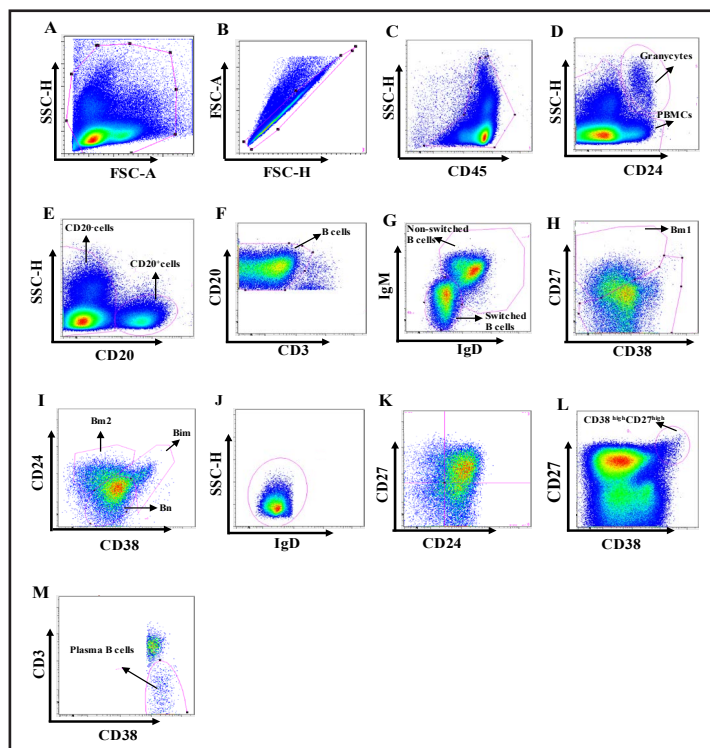 A
SSC-H
FSC-A
B
FSC-A
FSC-H
C
SSC-H
CD45
D
SSC-H
Granycytes
PBMCs
CD24
E
SSC-H
CD20⁻cells
CD20⁺cells
CD20
F
CD20
B cells
CD3
G
IgM
Non-switched
B cells
Switched
B cells
IgD
H
CD27
Bm1
CD38
I
CD24
Bm2
Bim
Bn
CD38
J
SSC-H
IgD
K
CD27
CD24
L
CD27
CD38ʰⁱᵍʰCD27ʰⁱᵍʰ
CD38
M
CD3
Plasma B cells
CD38